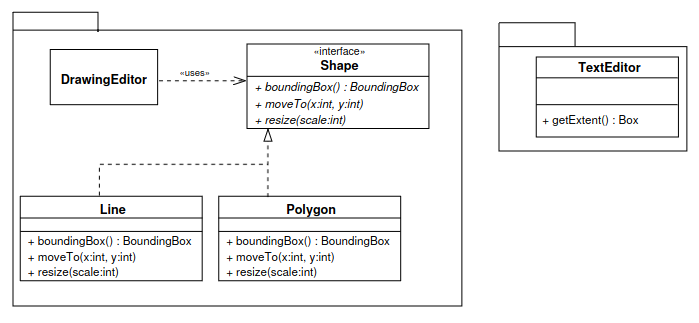 «interface»
Shape
DrawingEditor
«uses»
+ boundingBox() : BoundingBox
+ moveTo(x:int, y:int)
+ resize(scale:int)
TextEditor
+ getExtent() : Box
Line
+ boundingBox() : BoundingBox
+ moveTo(x:int, y:int)
+ resize(scale:int)
Polygon
+ boundingBox() : BoundingBox
+ moveTo(x:int, y:int)
+ resize(scale:int)